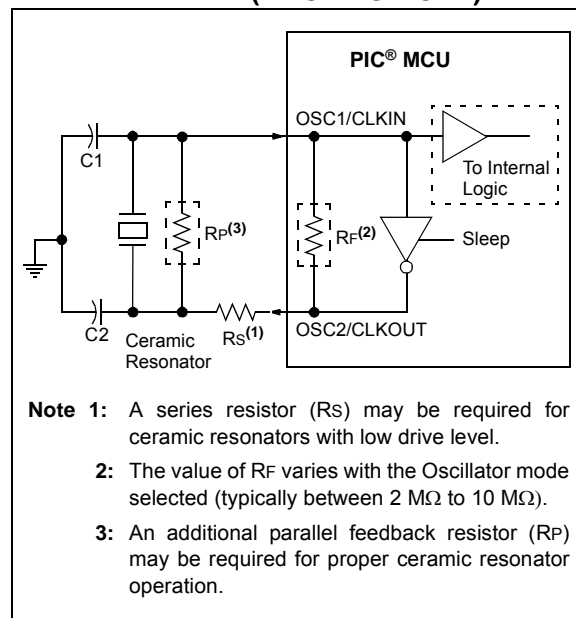 PIC® MCU
OSC1/CLKIN
C1
To Internal
Logic
RP(3)
RF(2)
Sleep
C2
Ceramic
Resonator
RS(1)
OSC2/CLKOUT
Note 1: A series resistor (RS) may be required for
ceramic resonators with low drive level.
2: The value of RF varies with the Oscillator mode
selected (typically between 2 MΩ to 10 MΩ).
3: An additional parallel feedback resistor (RP)
may be required for proper ceramic resonator
operation.